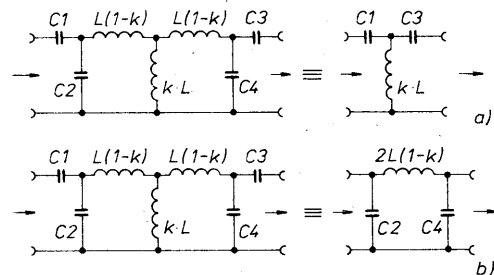 C1 L(1-k) L(1-k) C3 C1 C3
C2 k·L C4 k·L
a)
C1 L(1-k) L(1-k) C3 2L(1-k)
C2 k·L C4 C2 C4
b)